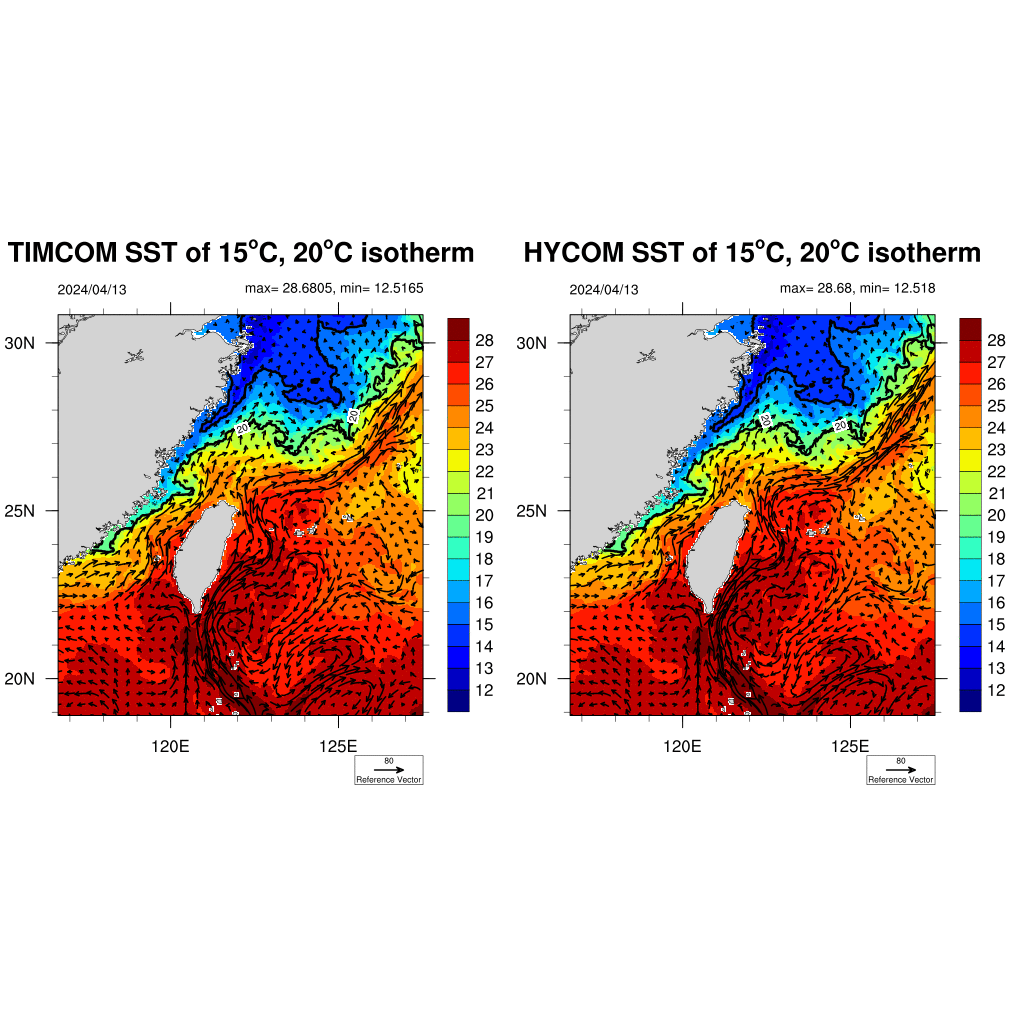 TIMCOM SST of 15°C, 20°C isotherm
2024/04/13
max= 28.6805, min= 12.5165
30N
25N
20N
120E
125E
20
20
28
27
26
25
24
23
22
21
20
19
18
17
16
15
14
13
12
80
Reference Vector
HYCOM SST of 15°C, 20°C isotherm
2024/04/13
max= 28.68, min= 12.518
30N
25N
20N
120E
125E
20
20
28
27
26
25
24
23
22
21
20
19
18
17
16
15
14
13
12
80
Reference Vector